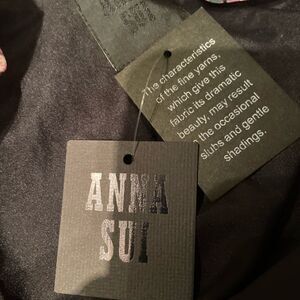 The characteristics
of the fine yarns,
which give this
fabric its dramatic
beauty, may result
the occasional
slubs and gentle
shadings.
ANNA
SUI